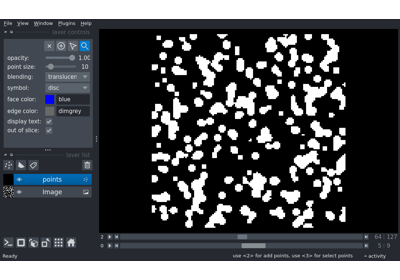 File View Window Plugins Help
layer controls
opacity: 1.00
point size: 10
blending: translucen
symbol: disc
face color: blue
edge color: dimgrey
display text:
out of slice:
layer list
points
Image
2 64 127
0 5 9
Ready use <2> for add points, use <3> for select points activity